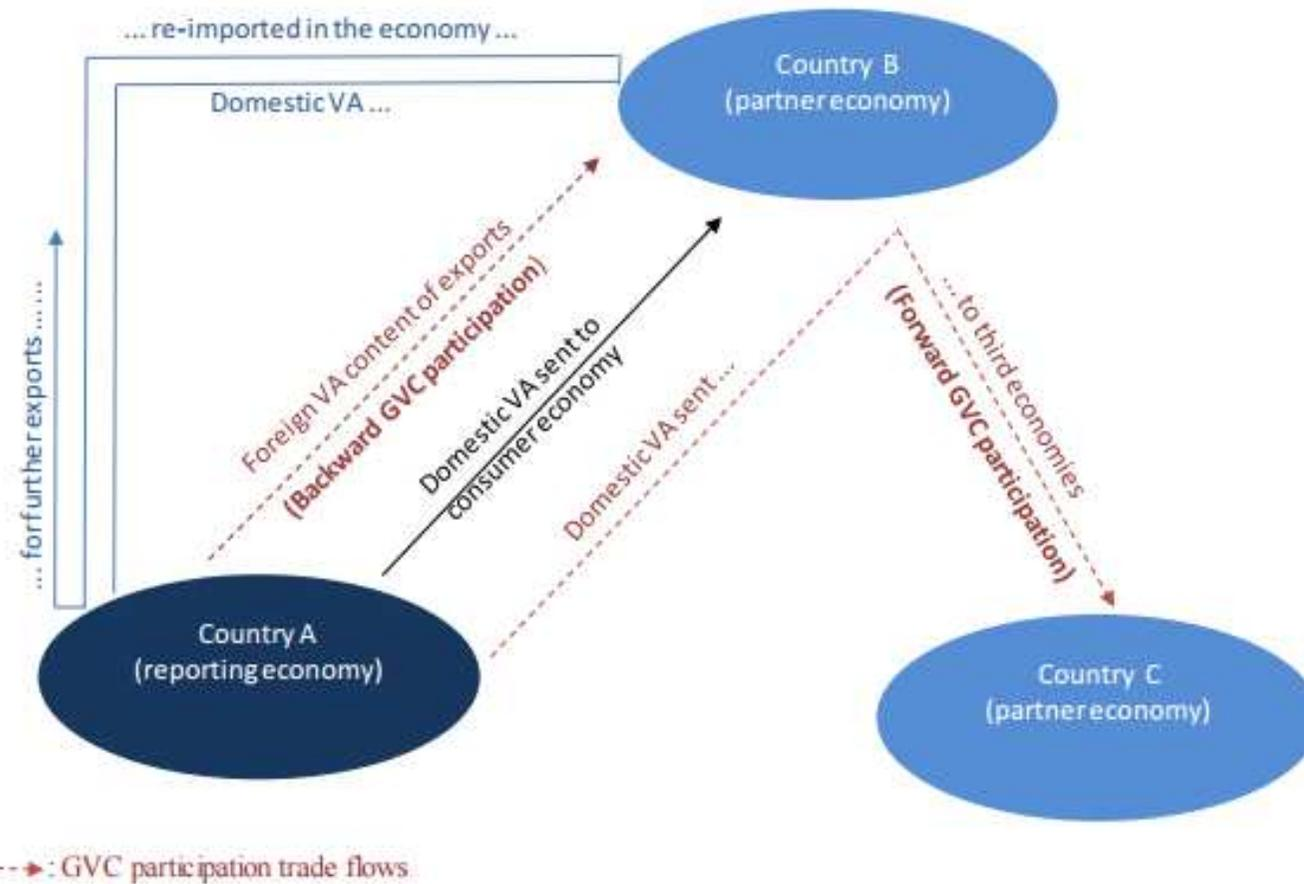 ... re-imported in the economy ...
Domestic VA ...
Country B
(partner economy)
... for further exports ... ...
Foreign VA content of exports
(Backward GVC participation)
Domestic VA sent to
consumer economy
Domestic VA sent ...
... to third economies
(Forward GVC participation)
Country A
(reporting economy)
Country C
(partner economy)
: GVC participation trade flows